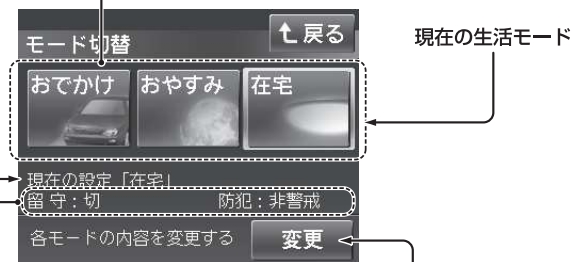 モード切替
戻る
現在の生活モード
おでかけ
おやすみ
在宅
現在の設定「在宅」
留守：切 防犯：非警戒
各モードの内容を変更する
変更